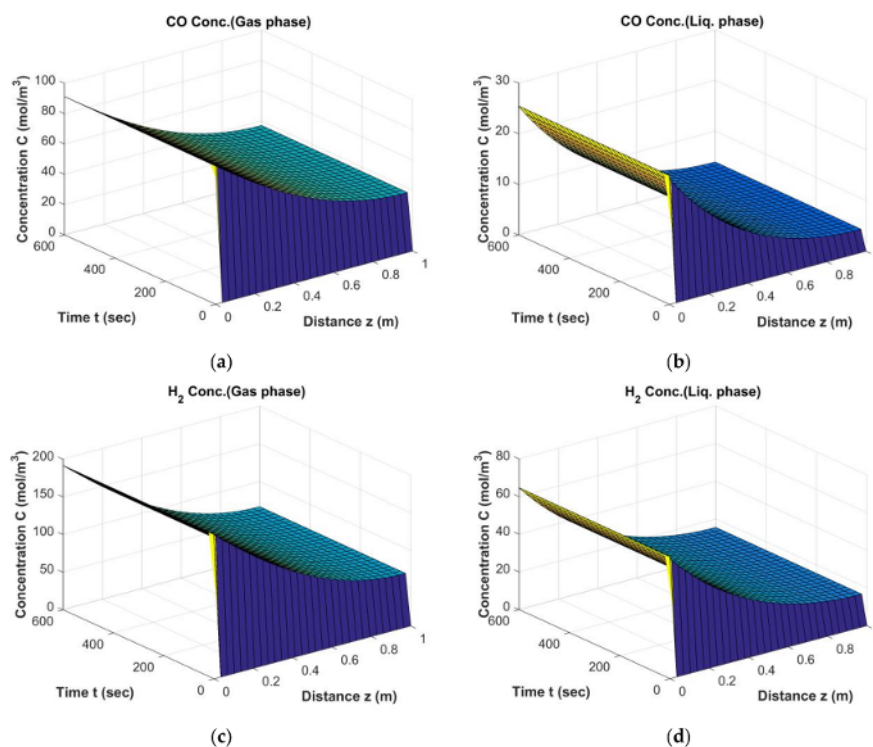 CO Conc.(Gas phase)
Concentration C (mol/m³)
100
80
60
40
20
0
600
400
200
0
Time t (sec)
0
0.2
0.4
0.6
0.8
1
Distance z (m)
(a)
CO Conc.(Liq. phase)
Concentration C (mol/m³)
30
20
10
0
600
400
200
0
Time t (sec)
0
0.2
0.4
0.6
0.8
Distance z (m)
(b)
H₂ Conc.(Gas phase)
Concentration C (mol/m³)
200
150
100
50
0
600
400
200
0
Time t (sec)
0
0.2
0.4
0.6
0.8
1
Distance z (m)
(c)
H₂ Conc.(Liq. phase)
Concentration C (mol/m³)
80
60
40
20
0
600
400
200
0
Time t (sec)
0
0.2
0.4
0.6
0.8
Distance z (m)
(d)